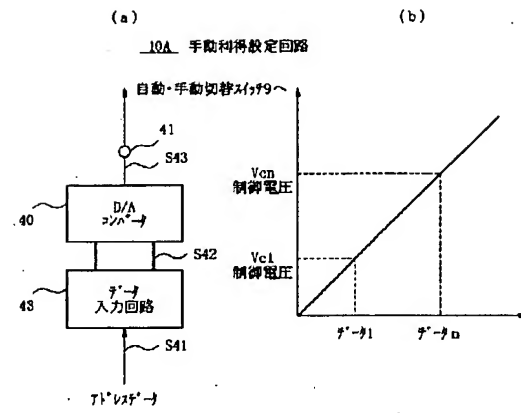 (a)
(b)
10A 手動利得設定回路
自動・手動切替スイッチ9へ
41
S43
D/A
コンバータ
40
S42
データ
入力回路
43
S41
アドレスデータ
Vcn
制御電圧
Vc1
制御電圧
データ1
データn